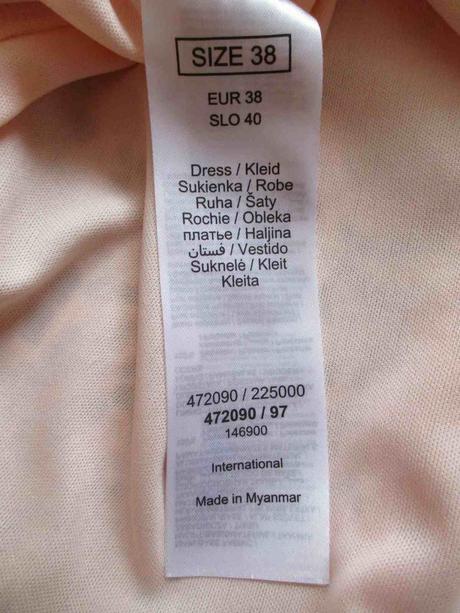 SIZE 38
EUR 38
SLO 40
Dress / Kleid
Sukienka / Robe
Ruha / Šaty
Rochie / Obleka
платье / Haljina
فستان / Vestido
Suknelė / Kleit
Kleita
472090 / 225000
472090 / 97
146900
International
Made in Myanmar